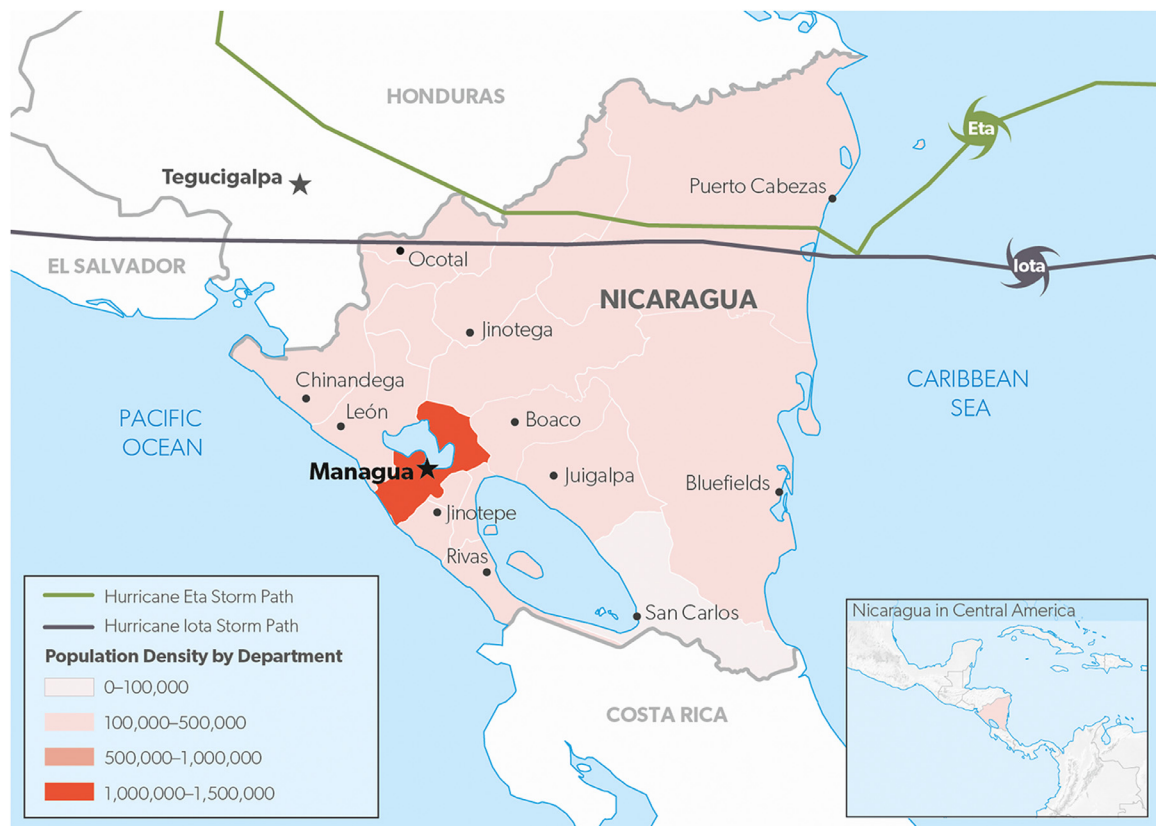 HONDURAS
Eta
Tegucigalpa
Puerto Cabezas
EL SALVADOR
Ocotal
Iota
NICARAGUA
Jinotega
Chinandega
CARIBBEAN
SEA
León
PACIFIC
OCEAN
Boaco
Managua
Juigalpa
Bluefields
Jinotepe
Rivas
San Carlos
COSTA RICA
Hurricane Eta Storm Path
Hurricane Iota Storm Path
Population Density by Department
0–100,000
100,000–500,000
500,000–1,000,000
1,000,000–1,500,000
Nicaragua in Central America